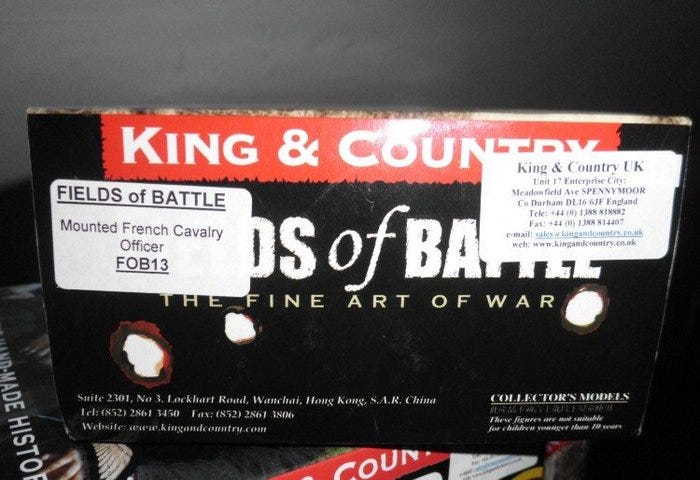 KING & COUNTRY
FIELDS of BATTLE
Mounted French Cavalry
Officer
FOB13
King & Country UK
Unit 17 Enterprise City:
Meadowfield Ave SPENNYMOOR
Co Durham DL16 6JF England
Tele: +44 (0) 1388 818882
Fax: +44 (0) 1388 814407
e-mail: sales@kingandcountry.co.uk
web: www.kingandcountry.co.uk
DS of BATTLE
THE FINE ART OF WAR
Suite 2301, No 3. Lockhart Road, Wanchai, Hong Kong, S.A.R. China
Tel: (852) 2861 3450 Fax: (852) 2861 3806
Website: www.kingandcountry.com
COLLECTOR'S MODELS
These figures are not suitable
for children younger than 10 years
HAND-MADE HISTO
COUN